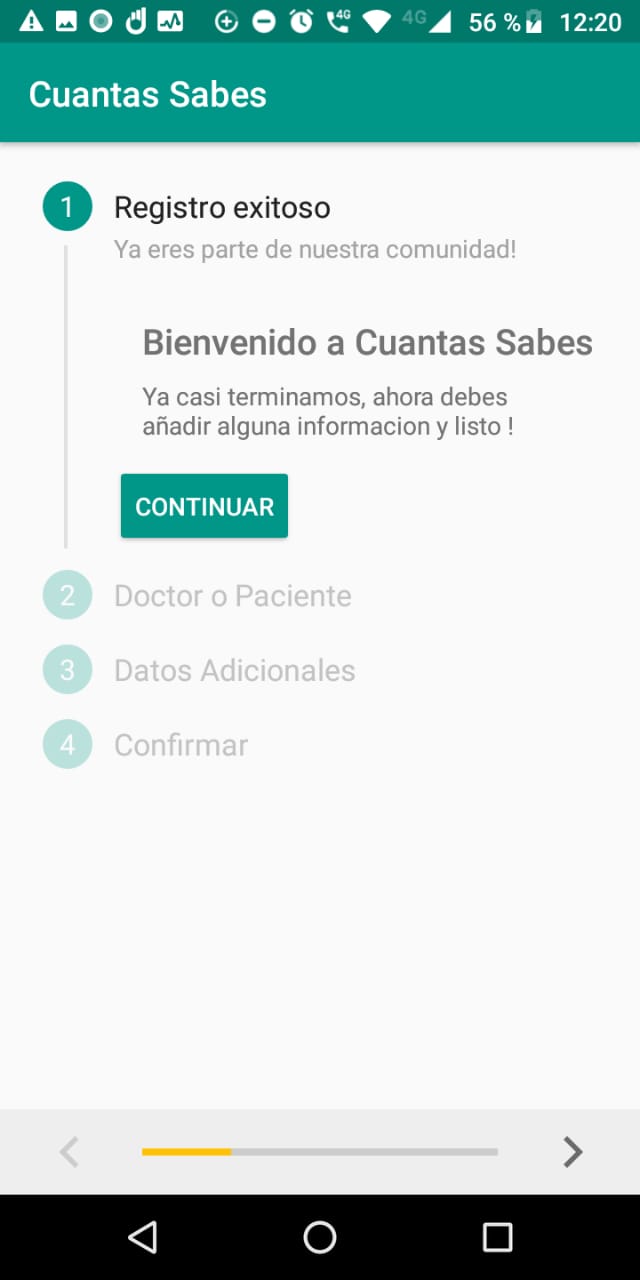 4G 4G 56 % 12:20
Cuantas Sabes
1 Registro exitoso
Ya eres parte de nuestra comunidad!
Bienvenido a Cuantas Sabes
Ya casi terminamos, ahora debes
añadir alguna informacion y listo !
CONTINUAR
2 Doctor o Paciente
3 Datos Adicionales
4 Confirmar